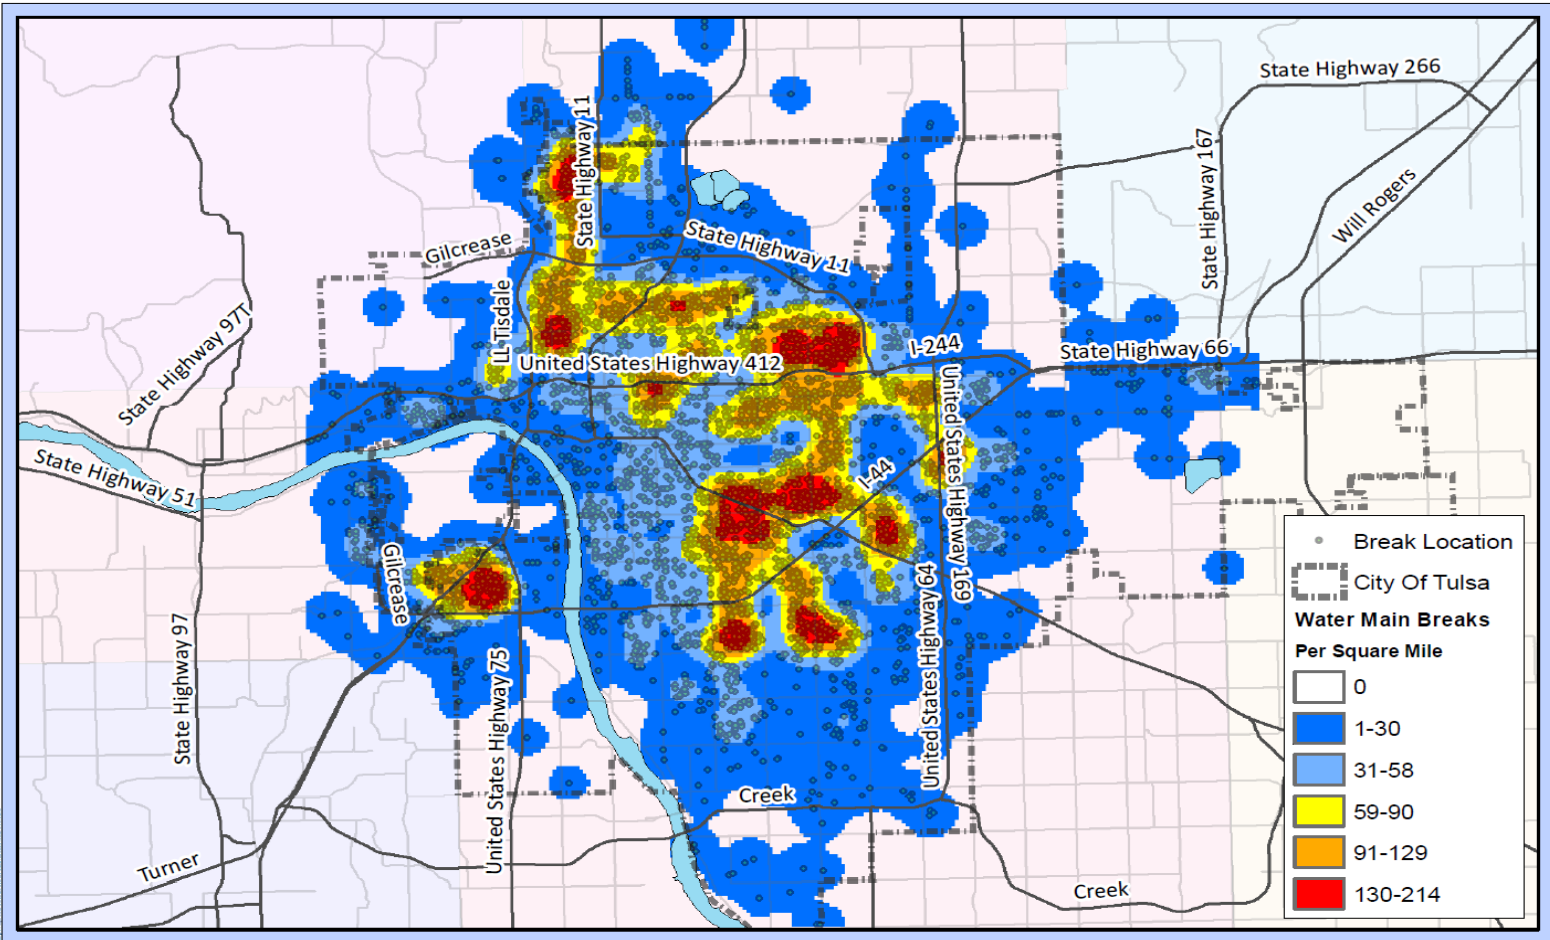 State Highway 266
State Highway 11
State Highway 167
Will Rogers
Gilcrease
State Highway 11
LL Tisdale
State Highway 97T
United States Highway 412
I-244
State Highway 66
United States Highway 169
State Highway 51
I-44
Gilcrease
State Highway 97
United States Highway 75
United States Highway 64
Creek
Turner
Creek
Break Location
City Of Tulsa
Water Main Breaks
Per Square Mile
0
1-30
31-58
59-90
91-129
130-214